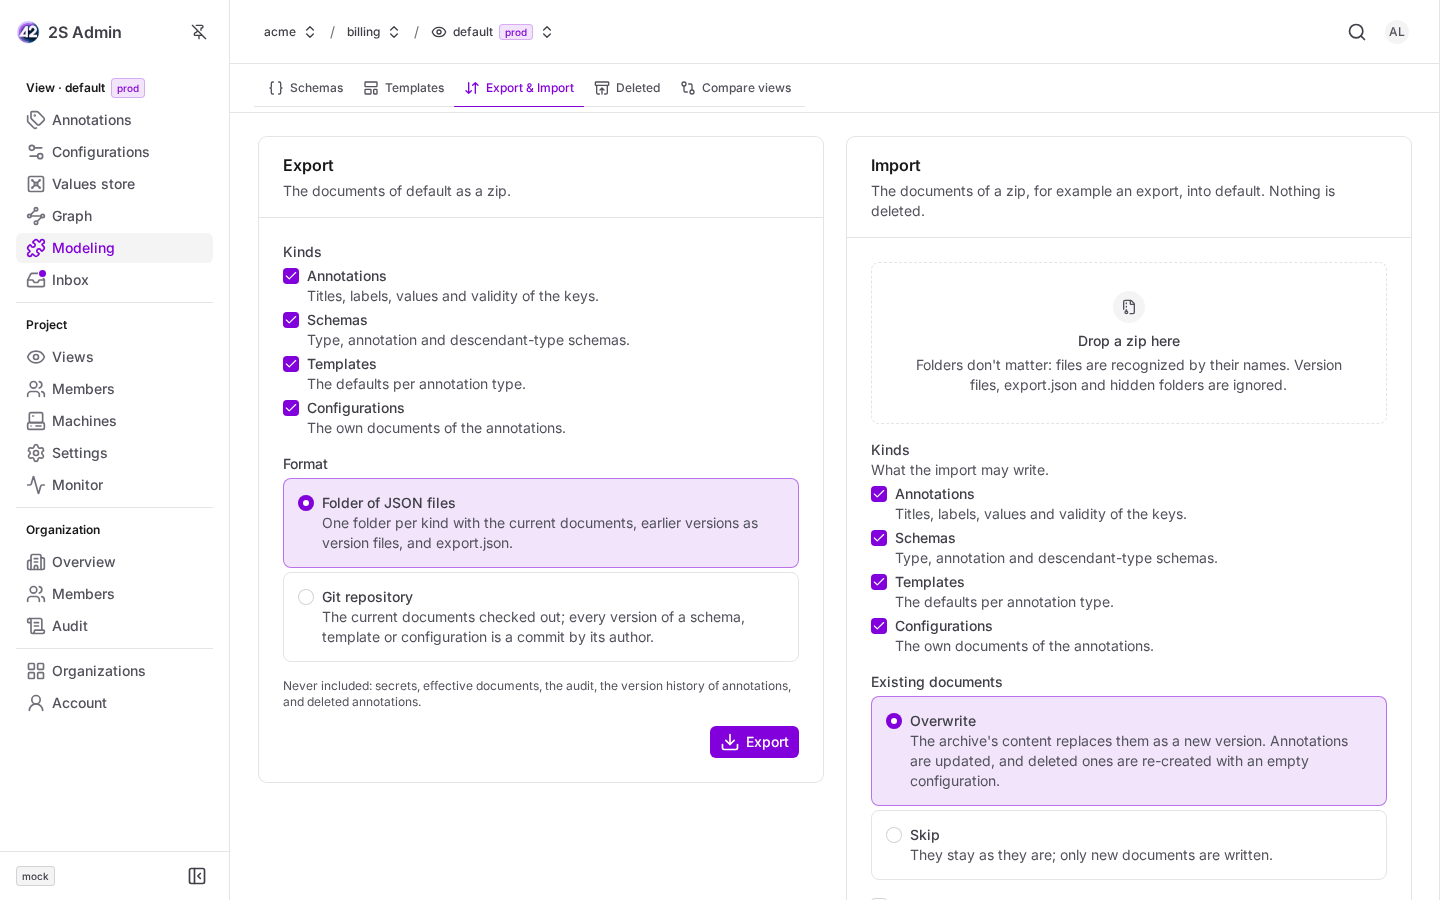 42 2S Admin
View · default prod
Annotations
Configurations
Values store
Graph
Modeling
Inbox
Project
Views
Members
Machines
Settings
Monitor
Organization
Overview
Members
Audit
Organizations
Account
mock
acme / billing / default prod
AL
Schemas Templates Export & Import Deleted Compare views
Export
The documents of default as a zip.
Kinds
Annotations
Titles, labels, values and validity of the keys.
Schemas
Type, annotation and descendant-type schemas.
Templates
The defaults per annotation type.
Configurations
The own documents of the annotations.
Format
Folder of JSON files
One folder per kind with the current documents, earlier versions as
version files, and export.json.
Git repository
The current documents checked out; every version of a schema,
template or configuration is a commit by its author.
Never included: secrets, effective documents, the audit, the version history of annotations,
and deleted annotations.
Export
Import
The documents of a zip, for example an export, into default. Nothing is
deleted.
Drop a zip here
Folders don't matter: files are recognized by their names. Version
files, export.json and hidden folders are ignored.
Kinds
What the import may write.
Annotations
Titles, labels, values and validity of the keys.
Schemas
Type, annotation and descendant-type schemas.
Templates
The defaults per annotation type.
Configurations
The own documents of the annotations.
Existing documents
Overwrite
The archive's content replaces them as a new version. Annotations
are updated, and deleted ones are re-created with an empty
configuration.
Skip
They stay as they are; only new documents are written.